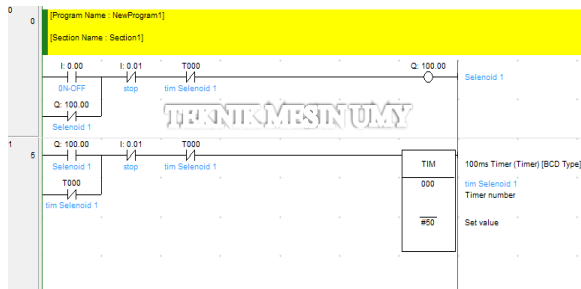 0
0
[Program Name : NewProgram1]
[Section Name : Section1]
I: 0.00 I: 0.01 T000 Q: 100.00
0N-OFF stop tim Selenoid 1 Selenoid 1
Q: 100.00
Selenoid 1
TEKNIK MESIN UMY
1
5
Q: 100.00 I: 0.01 T000
Selenoid 1 stop tim Selenoid 1
TIM 100ms Timer (Timer) [BCD Type]
T000
tim Selenoid 1
000 tim Selenoid 1
Timer number
#50 Set value